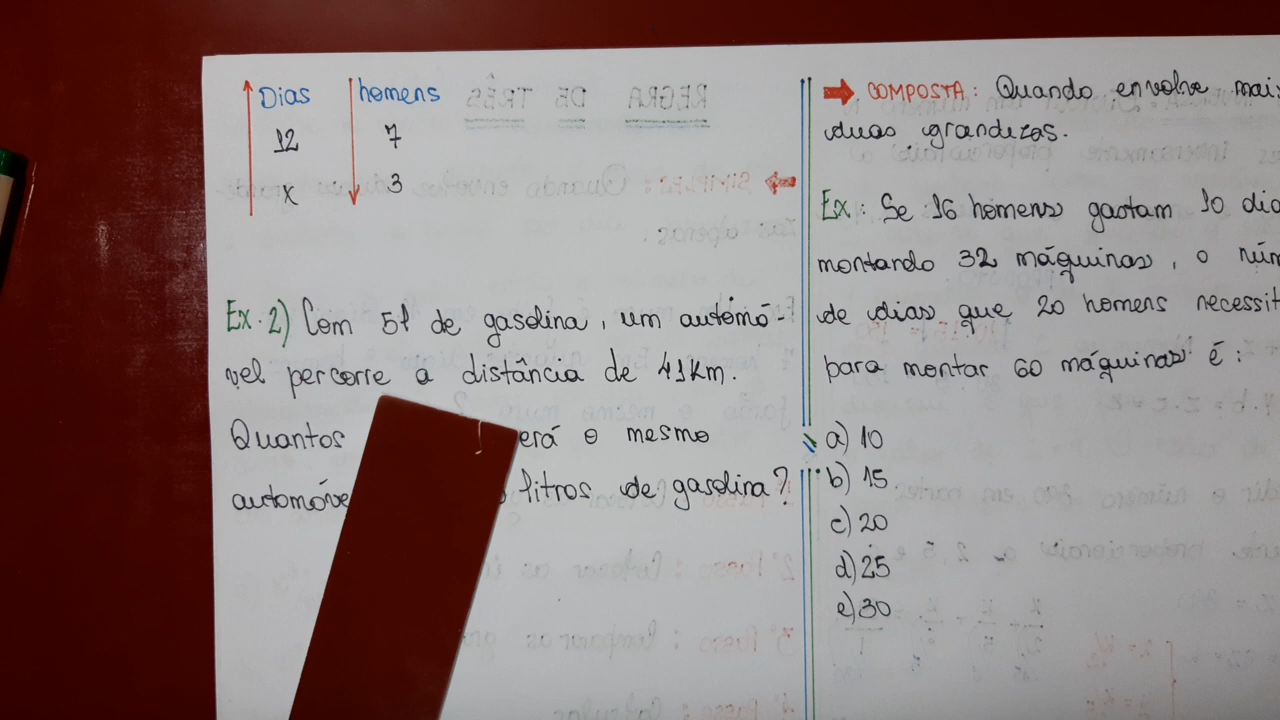 Dias homens
12 7
x 3
Ex. 2) Com 5l de gasolina, um automó-
vel percorre a distância de 41km.
Quantos erá o mesmo
automóve litros de gasolina?
COMPOSTA: Quando envolve mais
duas grandezas.
Ex: Se 16 homens gastam 10 dia
montando 32 máquinas, o núm
de dias que 20 homens necessit
para montar 60 máquinas é:
a) 10
b) 15.
c) 20
d) 25
e) 30